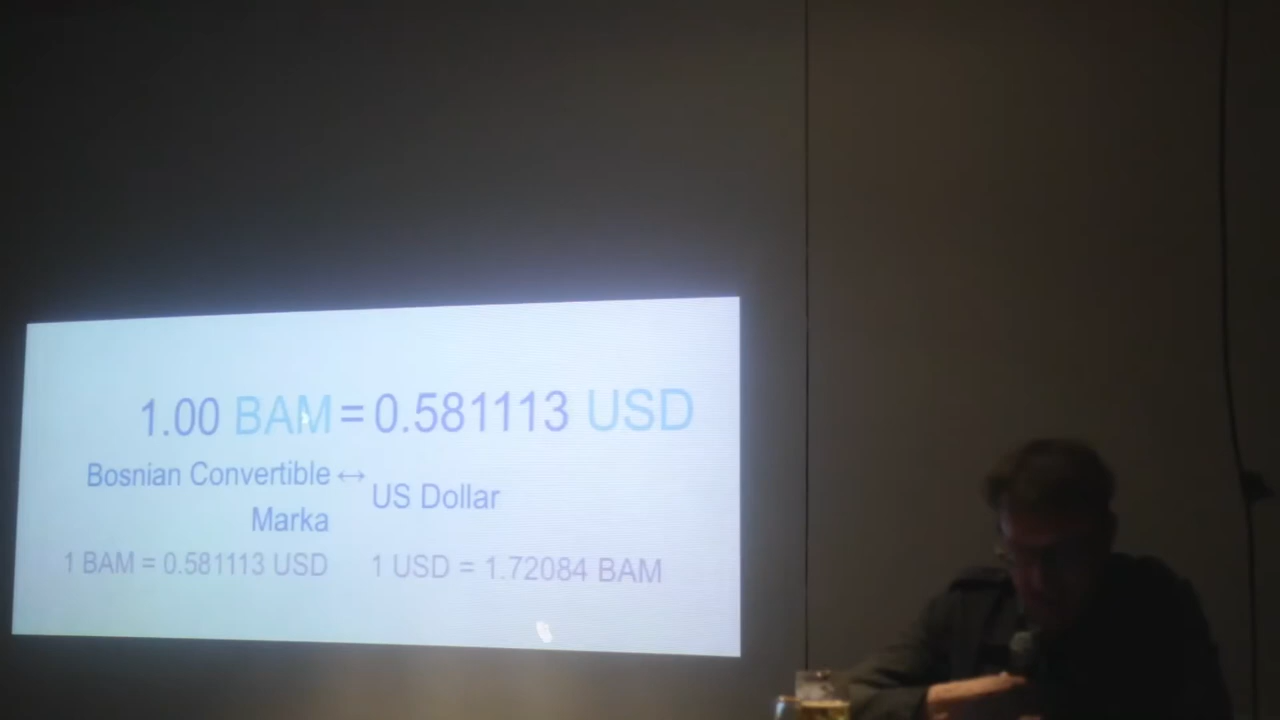 1.00 BAM = 0.581113 USD
Bosnian Convertible ↔ US Dollar
Marka
1 BAM = 0.581113 USD 1 USD = 1.72084 BAM